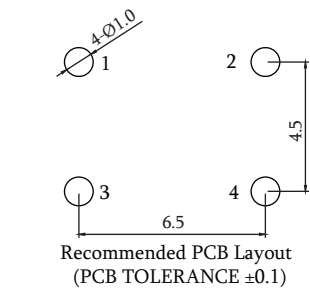 4-Ø1.0
1
2
4.5
3
4
6.5
Recommended PCB Layout
(PCB TOLERANCE ±0.1)